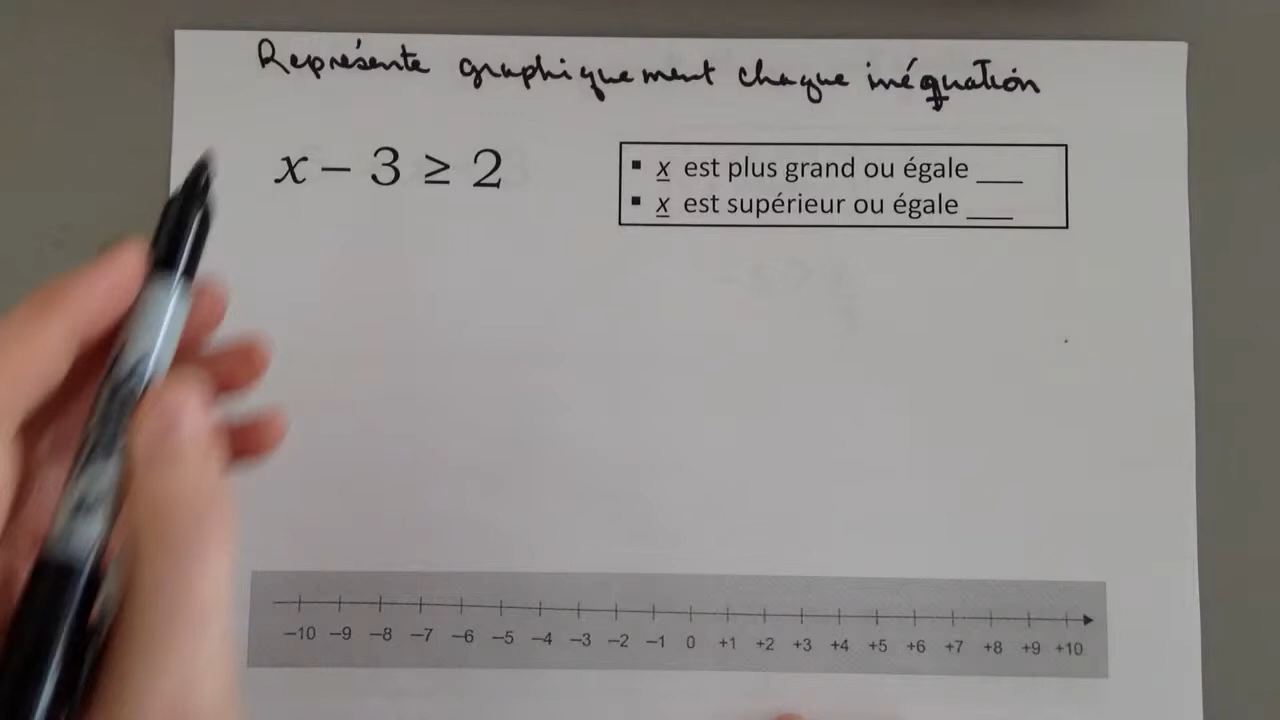 Représente graphiquement chaque inéquation
x – 3 ≥ 2
▪ x est plus grand ou égale ___
▪ x est supérieur ou égale ___
–10 –9 –8 –7 –6 –5 –4 –3 –2 –1 0 +1 +2 +3 +4 +5 +6 +7 +8 +9 +10